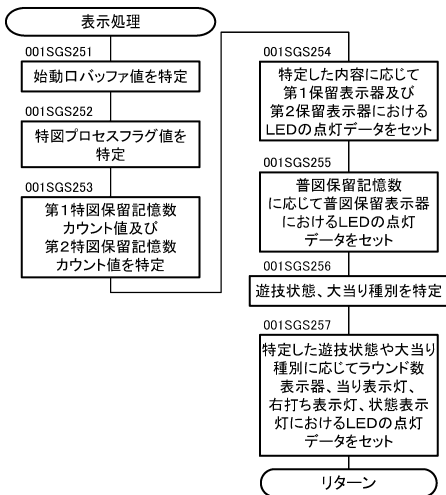 表示処理
001SGS251
始動口バッファ値を特定
001SGS252
特図プロセスフラグ値を
特定
001SGS253
第1特図保留記憶数
カウント値及び
第2特図保留記憶数
カウント値を特定
001SGS254
特定した内容に応じて
第1保留表示器及び
第2保留表示器における
LEDの点灯データをセット
001SGS255
普図保留記憶数
に応じて普図保留表示器
におけるLEDの点灯
データをセット
001SGS256
遊技状態、大当り種別を特定
001SGS257
特定した遊技状態や大当り
種別に応じてラウンド数
表示器、当り表示灯、
右打ち表示灯、状態表示
灯におけるLEDの点灯
データをセット
リターン